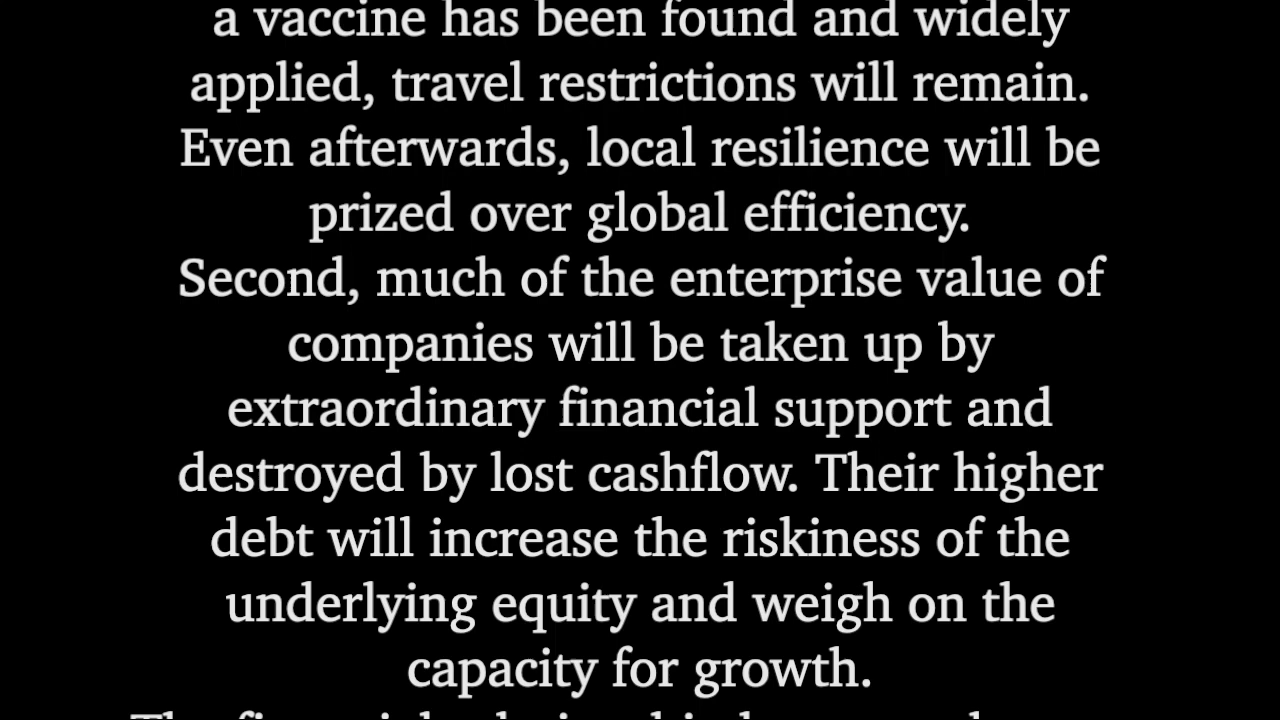 a vaccine has been found and widely
applied, travel restrictions will remain.
Even afterwards, local resilience will be
prized over global efficiency.
Second, much of the enterprise value of
companies will be taken up by
extraordinary financial support and
destroyed by lost cashflow. Their higher
debt will increase the riskiness of the
underlying equity and weigh on the
capacity for growth.